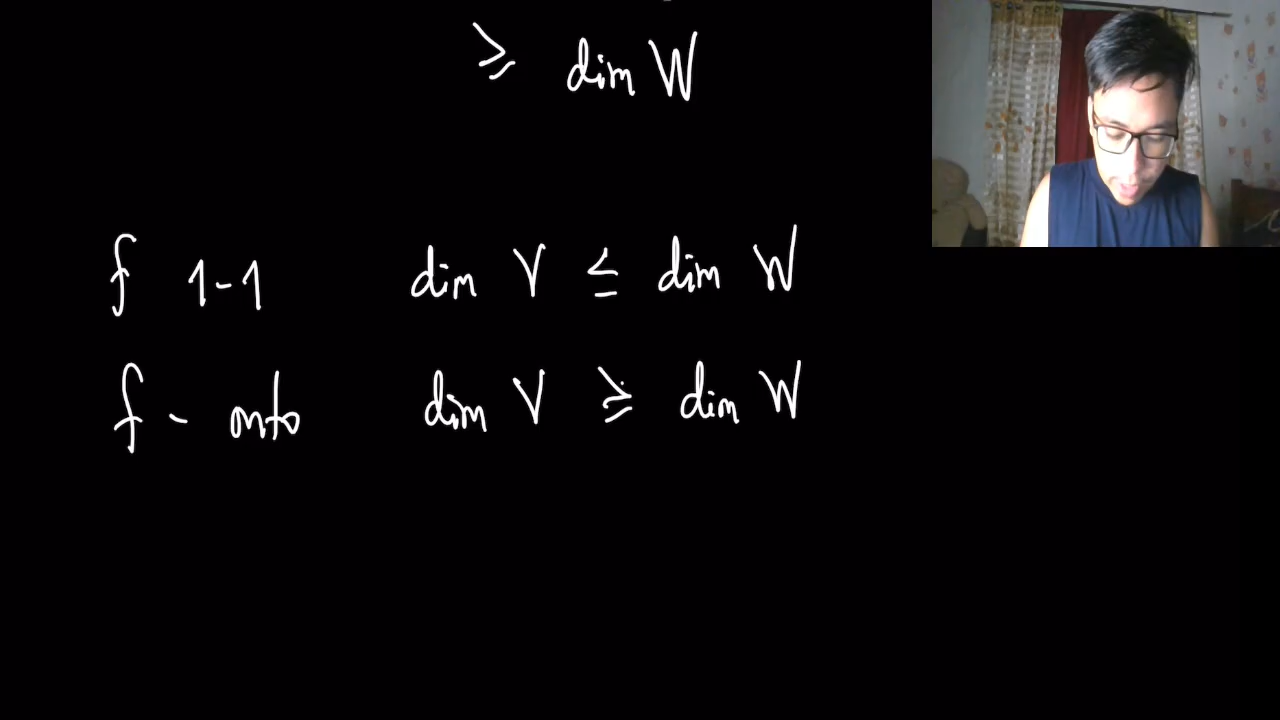 ≥ dim W
f 1-1 dim V ≤ dim W
f - onto dim V ≥ dim W